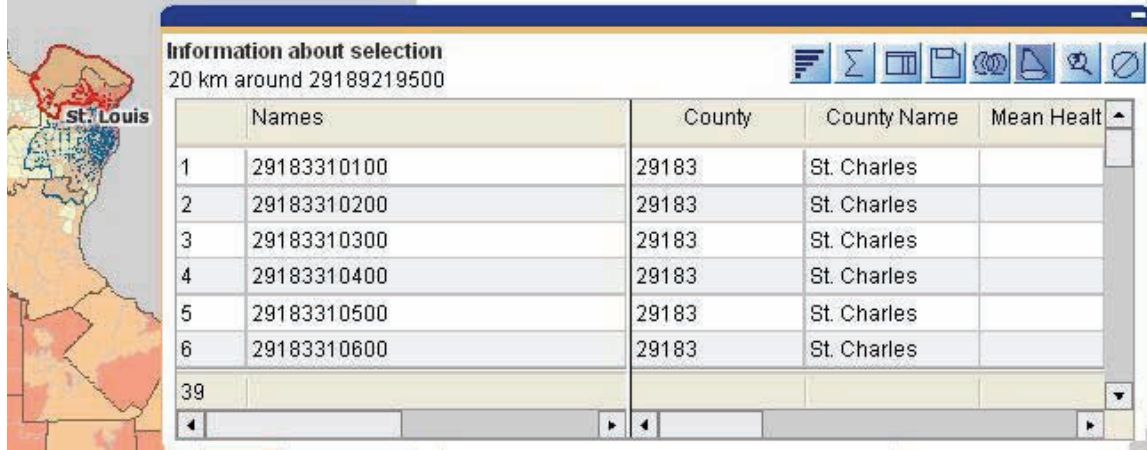 Information about selection
20 km around 29189219500
St. Louis
Names County County Name Mean Healt
1 29183310100 29183 St. Charles
2 29183310200 29183 St. Charles
3 29183310300 29183 St. Charles
4 29183310400 29183 St. Charles
5 29183310500 29183 St. Charles
6 29183310600 29183 St. Charles
39